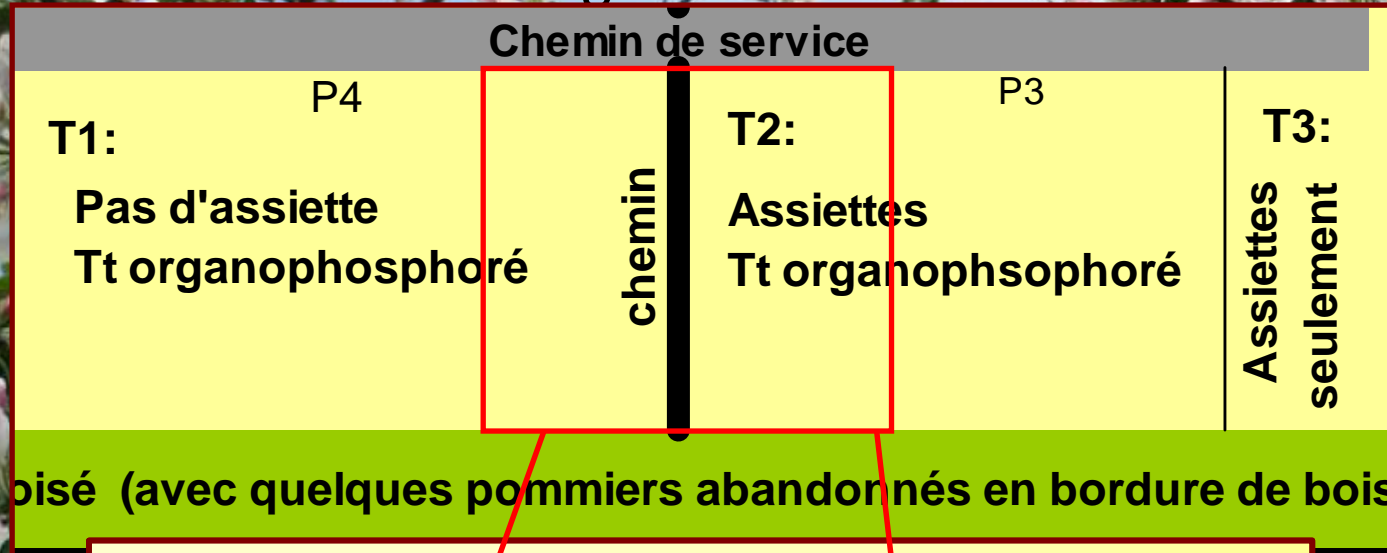 Chemin de service
P4
T1:
Pas d'assiette
Tt organophosphoré
chemin
P3
T2:
Assiettes
Tt organophsophoré
T3:
Assiettes
seulement
oisé (avec quelques pommiers abandonnés en bordure de bois